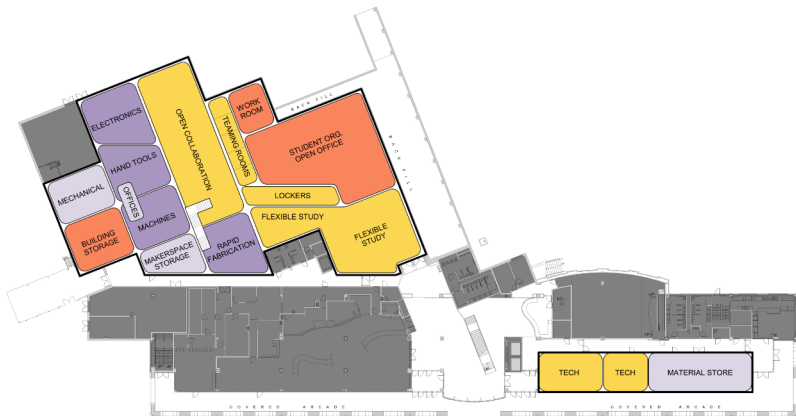 ELECTRONICS
HAND TOOLS
MECHANICAL
OFFICES
MACHINES
BUILDING
STORAGE
MAKERSPACE
STORAGE
RAPID
FABRICATION
OPEN COLLABORATION
TEAMING ROOMS
WORK
ROOM
BACK FILL
STUDENT ORG.
OPEN OFFICE
BACK FILL
LOCKERS
FLEXIBLE STUDY
FLEXIBLE
STUDY
TECH
TECH
MATERIAL STORE
COVERED ARCADE
COVERED ARCADE